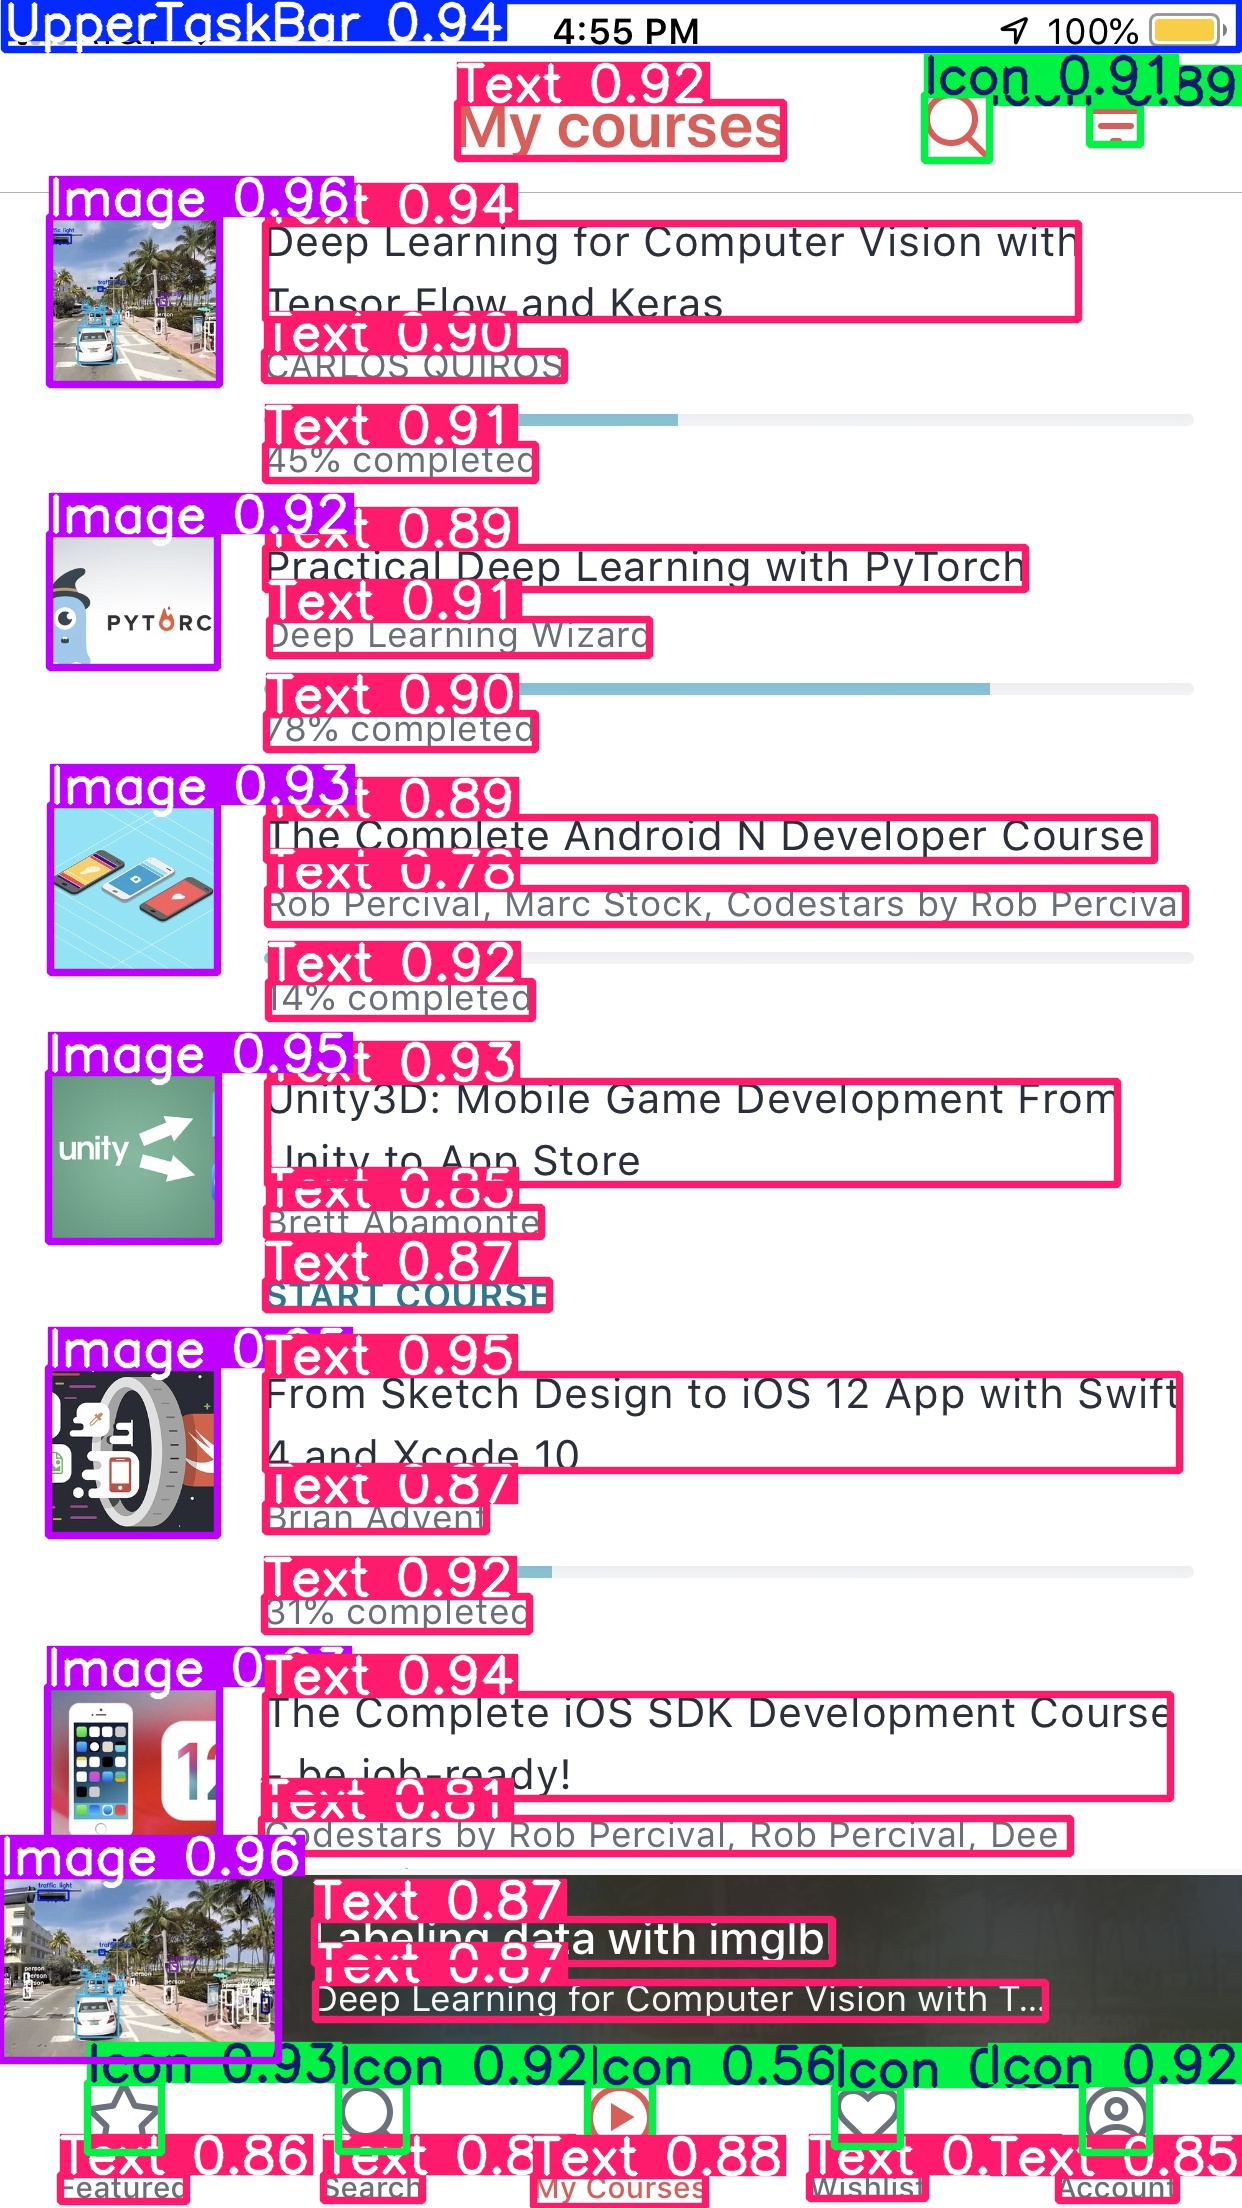 UpperTaskBar 0.94
4:55 PM
100%
Text 0.92
Icon 0.91
.89
My courses
Image 0.96
t 0.94
Deep Learning for Computer Vision with
Tensor Flow and Keras
Text 0.90
CARLOS QUIROS
Text 0.91
45% completed
Image 0.92
Text 0.89
Practical Deep Learning with PyTorch
PYTORC
Text 0.91
Deep Learning Wizard
Text 0.90
78% completed
Image 0.93
Text 0.89
The Complete Android N Developer Course
Text 0.78
Rob Percival, Marc Stock, Codestars by Rob Perciva
Text 0.92
14% completed
Image 0.95
Text 0.93
Unity3D: Mobile Game Development From
Unity to App Store
unity
Text 0.85
Brett Abamonte
Text 0.87
START COURSE
Image 0
Text 0.95
From Sketch Design to iOS 12 App with Swift
4 and Xcode 10
Text 0.87
Brian Advent
Text 0.92
31% completed
Image 0
Text 0.94
The Complete iOS SDK Development Course
- be job-ready!
12
Text 0.81
Codestars by Rob Percival, Rob Percival, Dee
Image 0.96
Text 0.87
Labeling data with imglb
Text 0.87
Deep Learning for Computer Vision with T...
Icon 0.93
Icon 0.92
Icon 0.56
Icon
Icon 0.92
Text 0.86
Text 0.8
Text 0.88
Text 0.
Text 0.85
Featured
Search
My Courses
Wishlist
Account